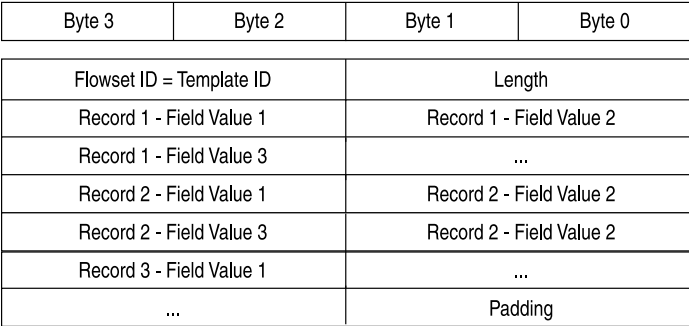 Byte 3 Byte 2 Byte 1 Byte 0
Flowset ID = Template ID Length
Record 1 - Field Value 1 Record 1 - Field Value 2
Record 1 - Field Value 3 ...
Record 2 - Field Value 1 Record 2 - Field Value 2
Record 2 - Field Value 3 Record 2 - Field Value 2
Record 3 - Field Value 1 ...
... Padding